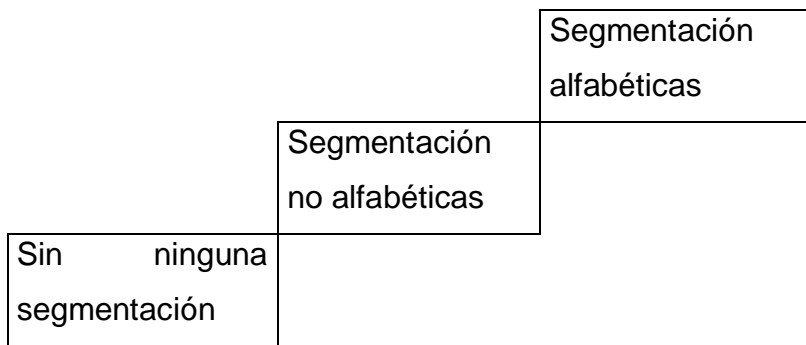 Segmentación
alfabéticas
Segmentación
no alfabéticas
Sin ninguna
segmentación